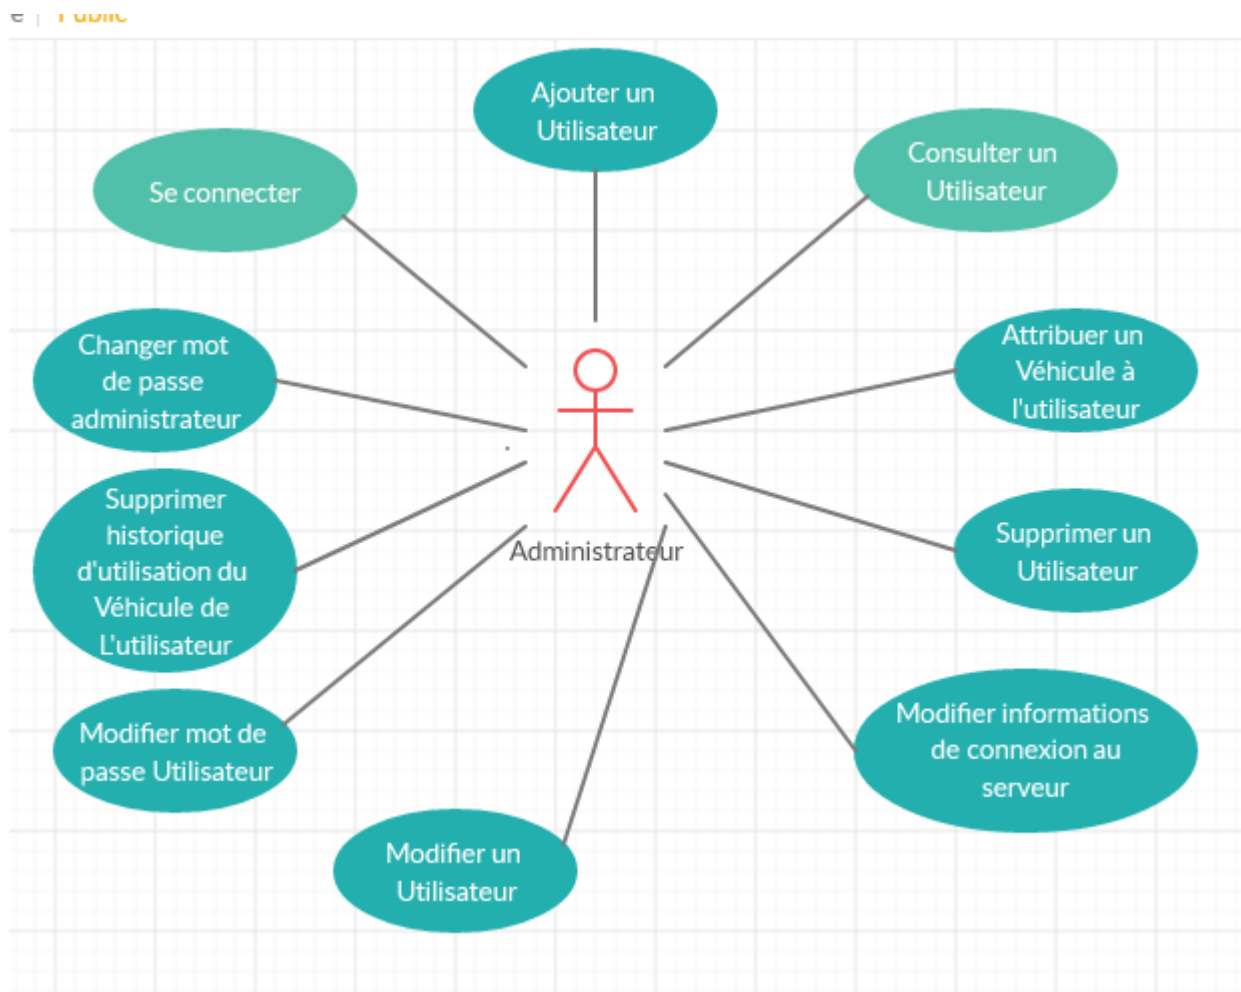 Public
Ajouter un
Utilisateur
Consulter un
Utilisateur
Se connecter
Attribuer un
Véhicule à
l'utilisateur
Changer mot
de passe
administrateur
Supprimer
historique
d'utilisation du
Véhicule de
L'utilisateur
Administrateur
Supprimer un
Utilisateur
Modifier mot de
passe Utilisateur
Modifier informations
de connexion au
serveur
Modifier un
Utilisateur